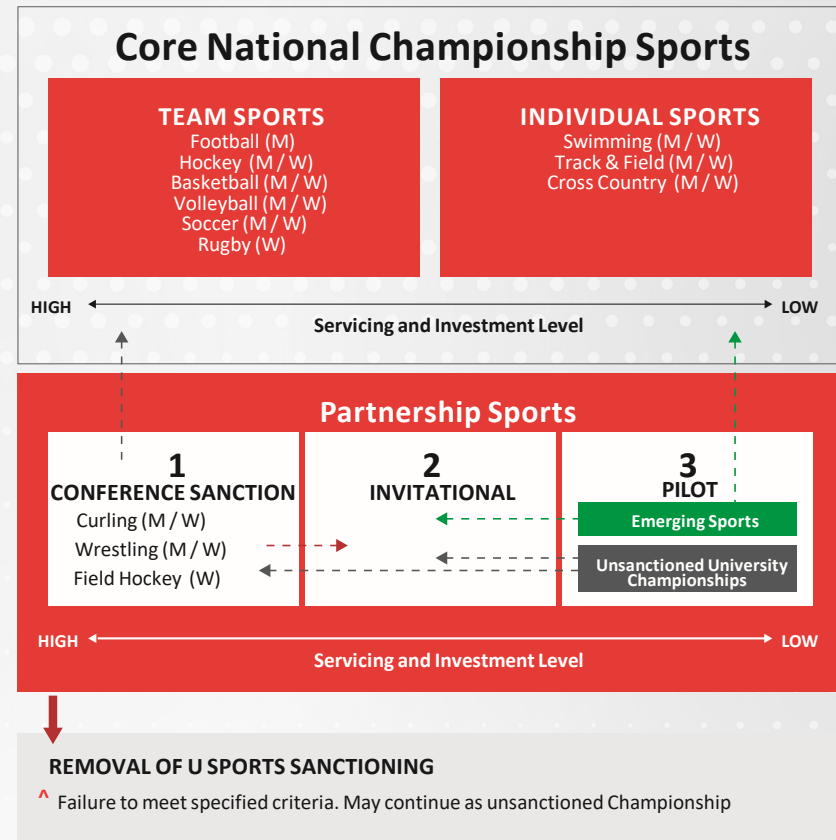 Core National Championship Sports
TEAM SPORTS
Football (M)
Hockey (M / W)
Basketball (M / W)
Volleyball (M / W)
Soccer (M / W)
Rugby (W)
INDIVIDUAL SPORTS
Swimming (M / W)
Track & Field (M / W)
Cross Country (M / W)
HIGH
LOW
Servicing and Investment Level
Partnership Sports
1
CONFERENCE SANCTION
Curling (M / W)
Wrestling (M / W)
Field Hockey (W)
2
INVITATIONAL
3
PILOT
Emerging Sports
Unsanctioned University
Championships
HIGH
LOW
Servicing and Investment Level
REMOVAL OF U SPORTS SANCTIONING
^ Failure to meet specified criteria. May continue as unsanctioned Championship